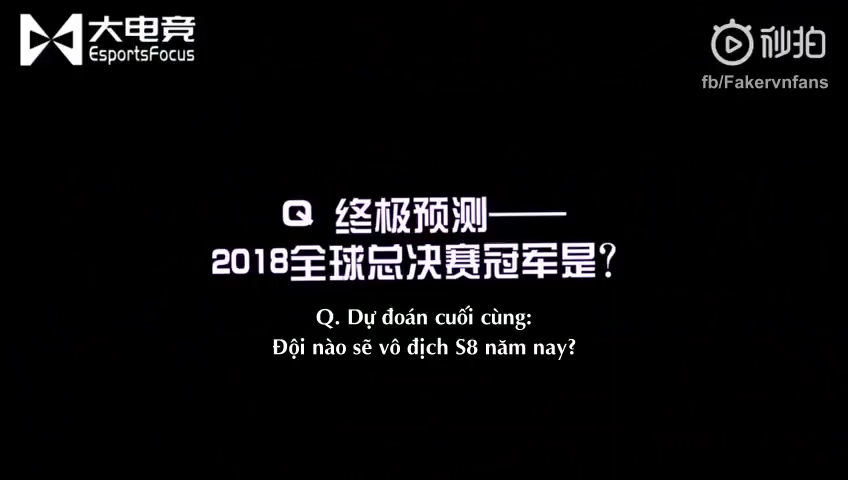 大电竞
EsportsFocus
秒拍
fb/Fakervnfans
Q 终极预测——
2018全球总决赛冠军是?
Q. Dự đoán cuối cùng:
Đội nào sẽ vô địch S8 năm nay?